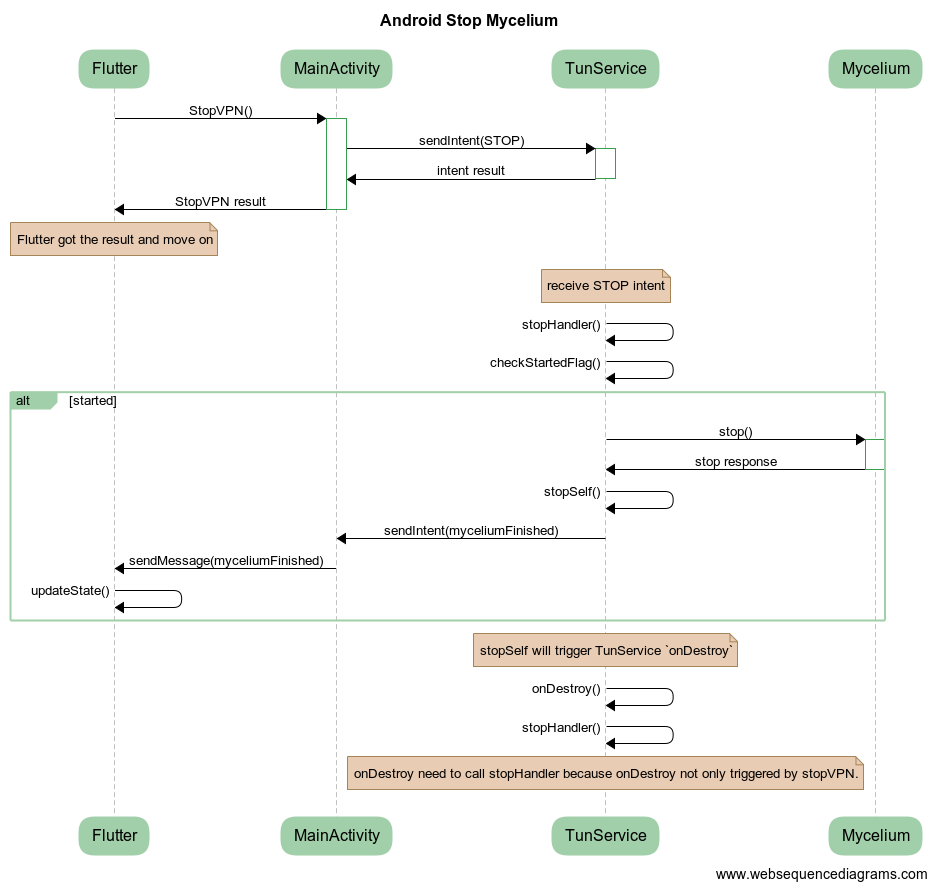 Android Stop Mycelium
Flutter
MainActivity
TunService
Mycelium
StopVPN()
sendIntent(STOP)
intent result
StopVPN result
Flutter got the result and move on
receive STOP intent
stopHandler()
checkStartedFlag()
alt
[started]
stop()
stop response
stopSelf()
sendIntent(myceliumFinished)
sendMessage(myceliumFinished)
updateState()
stopSelf will trigger TunService `onDestroy`
onDestroy()
stopHandler()
onDestroy need to call stopHandler because onDestroy not only triggered by stopVPN.
Flutter
MainActivity
TunService
Mycelium
www.websequencediagrams.com